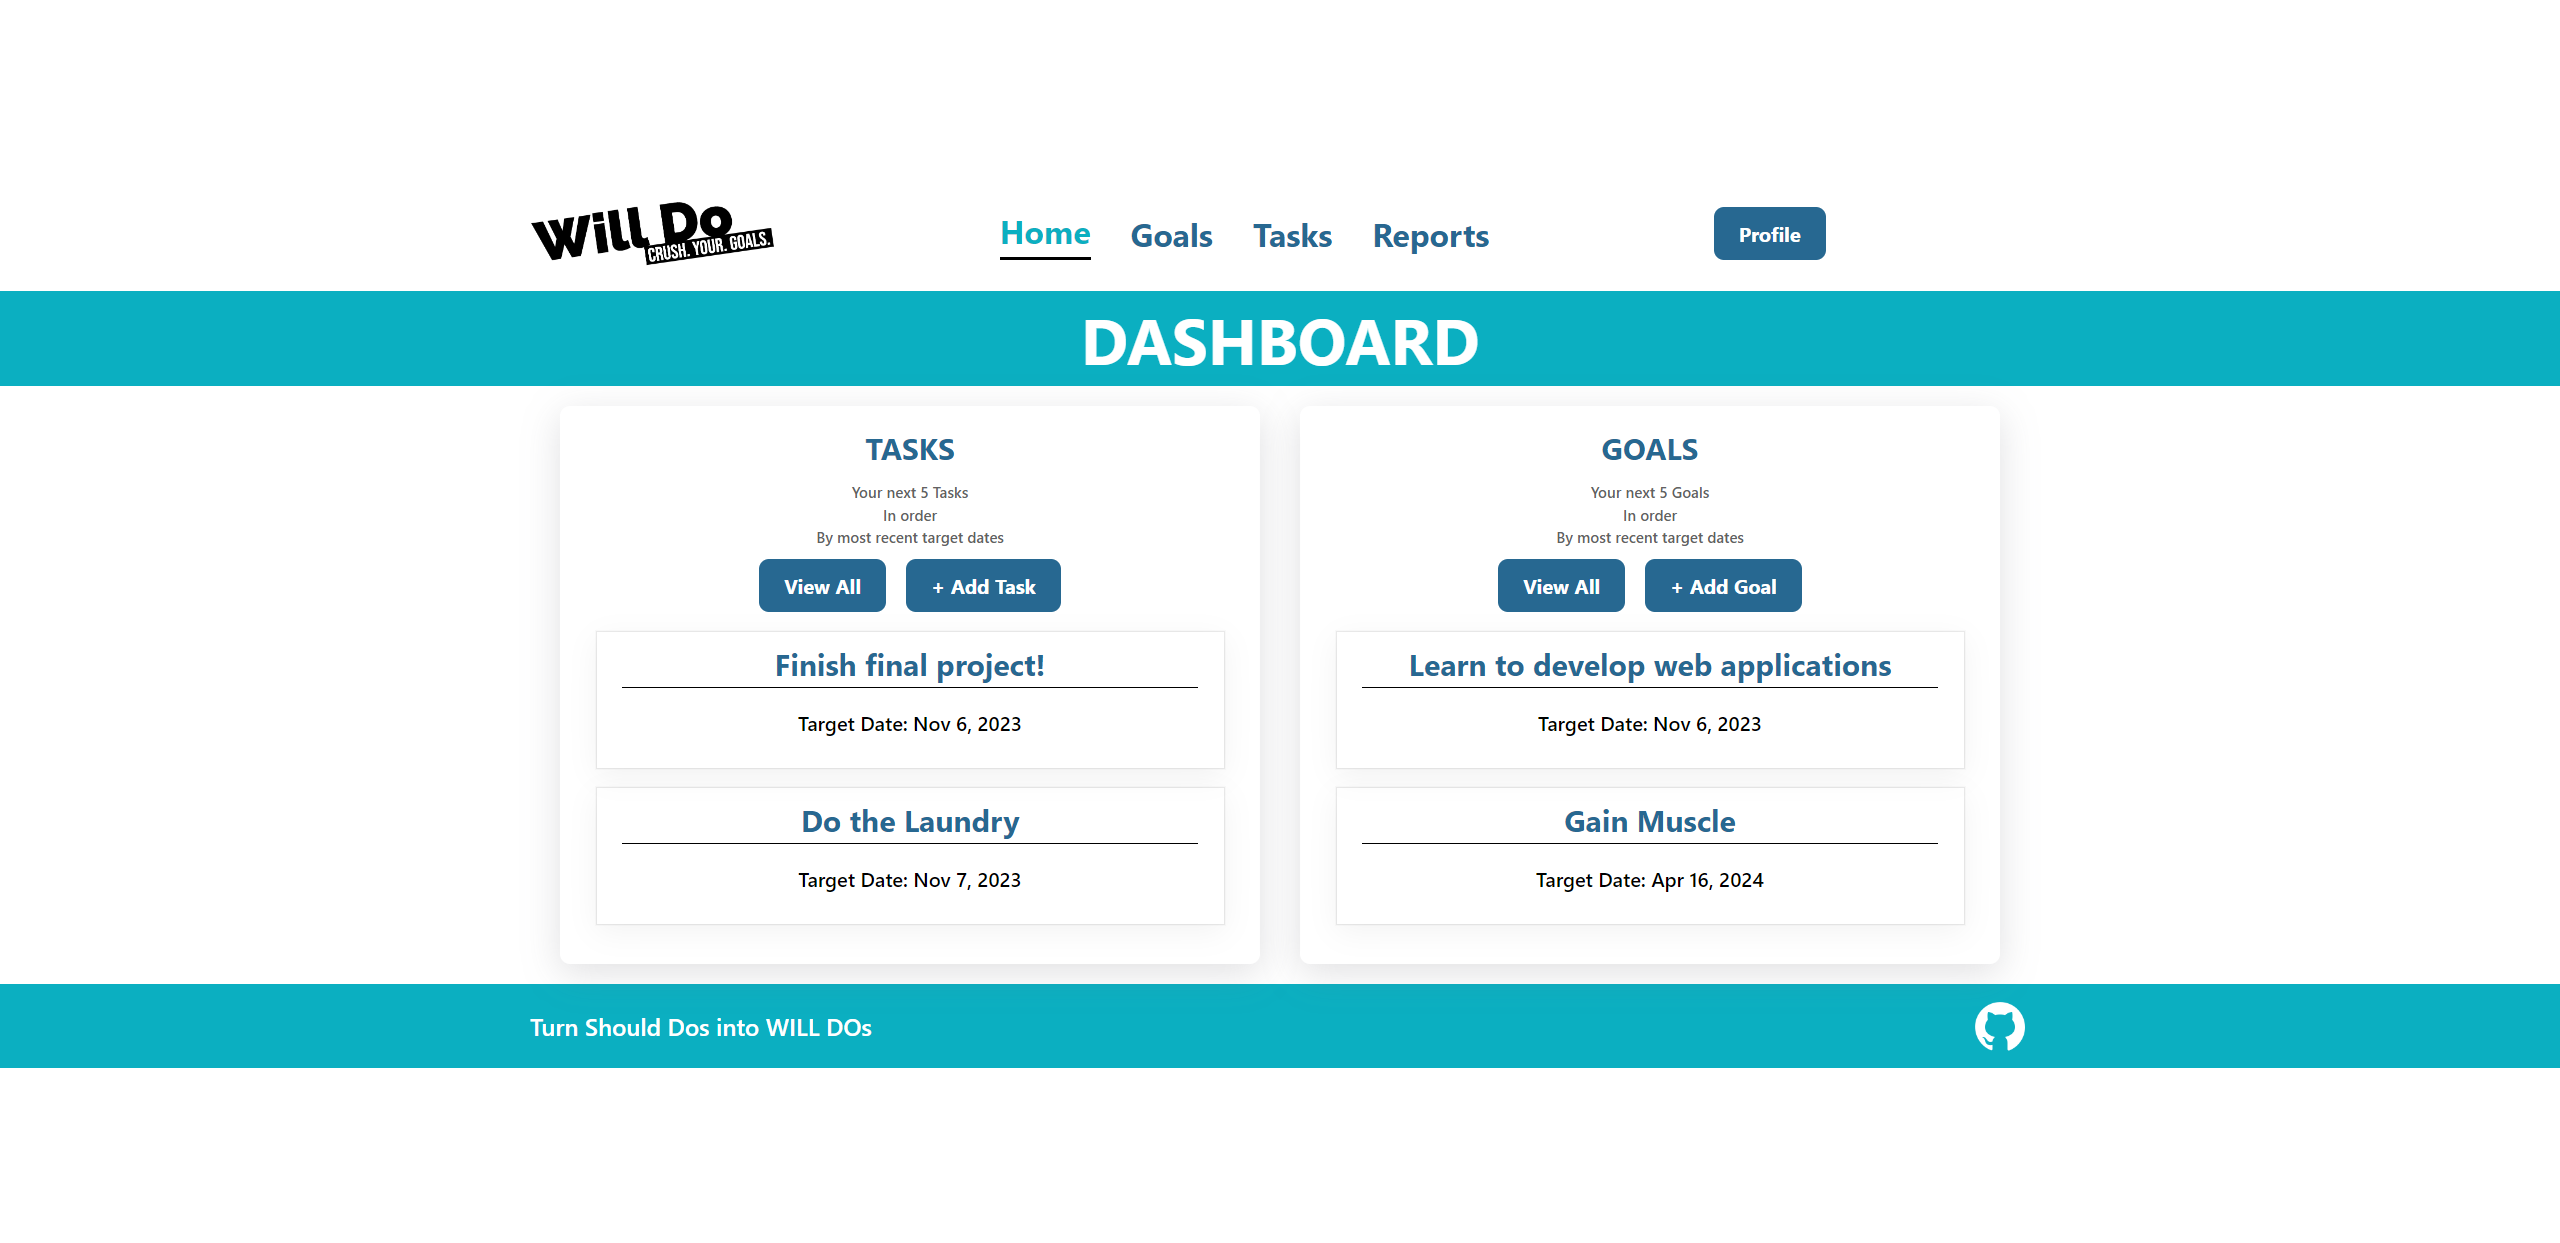 Will Do
CRUSH. YOUR. GOALS.
Home Goals Tasks Reports
Profile
DASHBOARD
TASKS
Your next 5 Tasks
In order
By most recent target dates
View All + Add Task
Finish final project!
Target Date: Nov 6, 2023
Do the Laundry
Target Date: Nov 7, 2023
GOALS
Your next 5 Goals
In order
By most recent target dates
View All + Add Goal
Learn to develop web applications
Target Date: Nov 6, 2023
Gain Muscle
Target Date: Apr 16, 2024
Turn Should Dos into WILL DOs